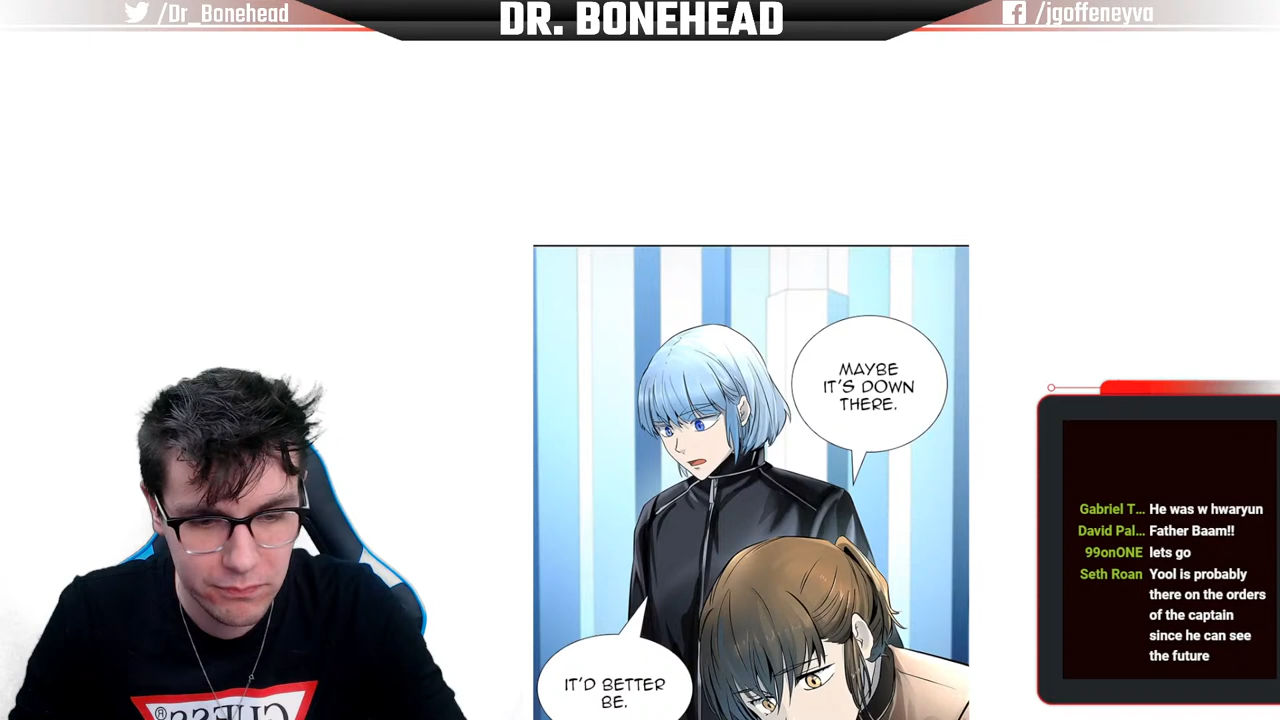 /Dr_Bonehead
DR. BONEHEAD
/jgoffeneyva
MAYBE
IT'S DOWN
THERE.
IT'D BETTER
BE.
Gabriel T... He was w hwaryun
David Pal... Father Baam!!
99onONE lets go
Seth Roan Yool is probably
there on the orders
of the captain
since he can see
the future
GUESS